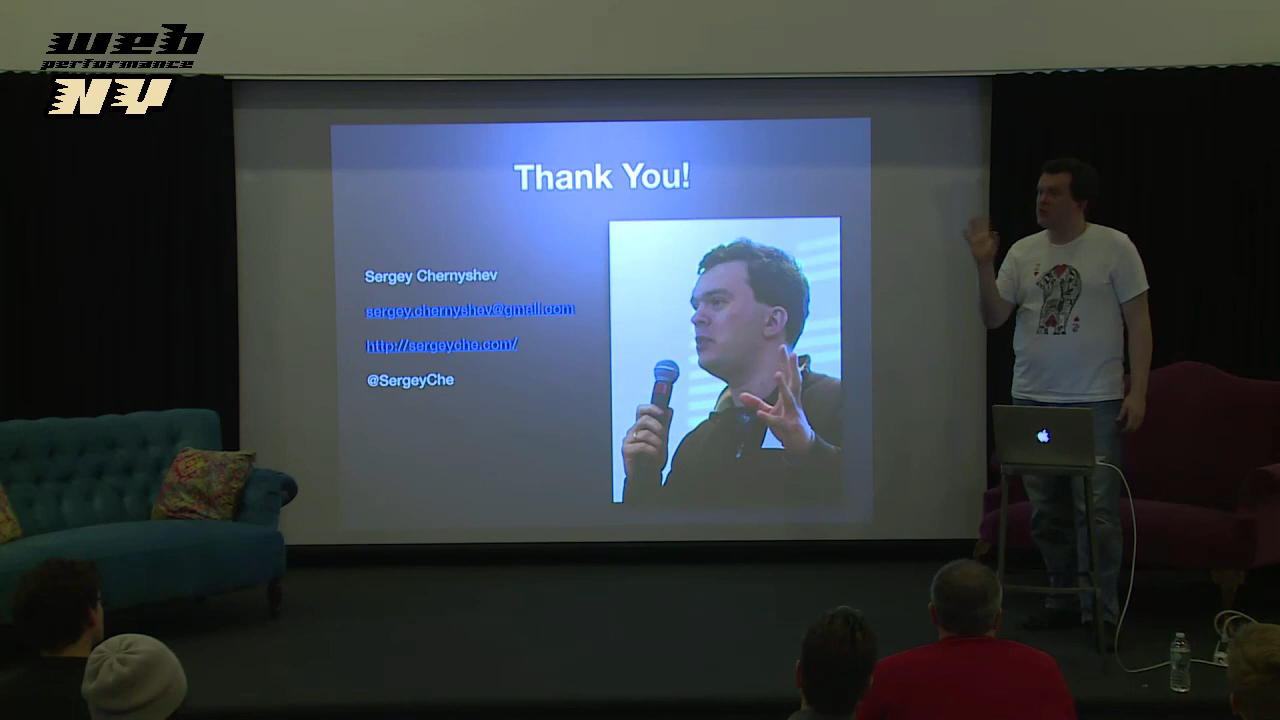 web
performance
NY
Thank You!
Sergey Chernyshev
sergey.chernyshev@gmail.com
http://sergeyche.com/
@SergeyChe